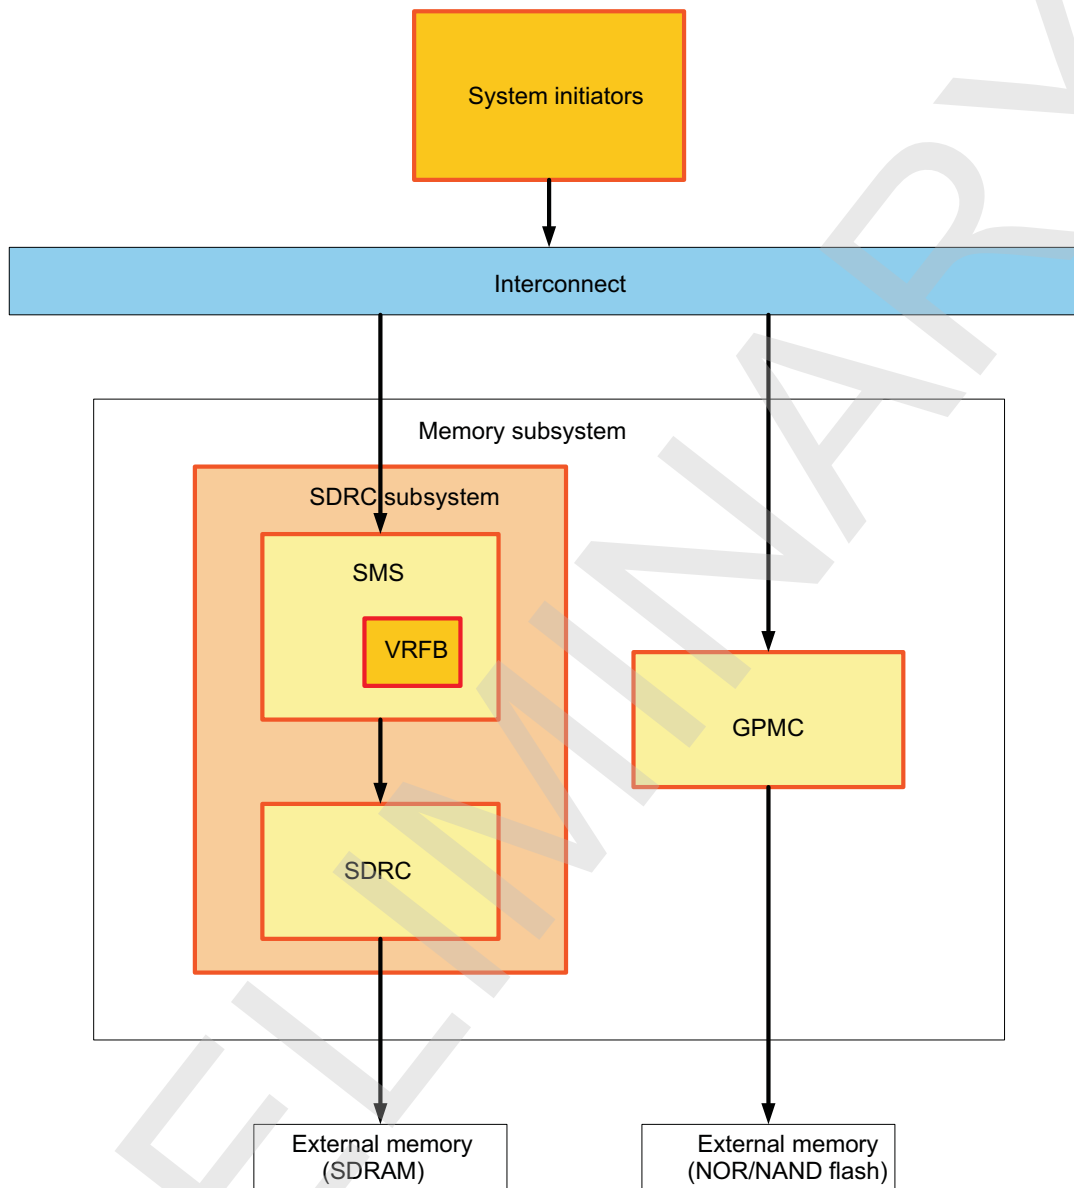 System initiators
Interconnect
Memory subsystem
SDRC subsystem
SMS
VRFB
GPMC
SDRC
External memory
(SDRAM)
External memory
(NOR/NAND flash)
ELIMINARY